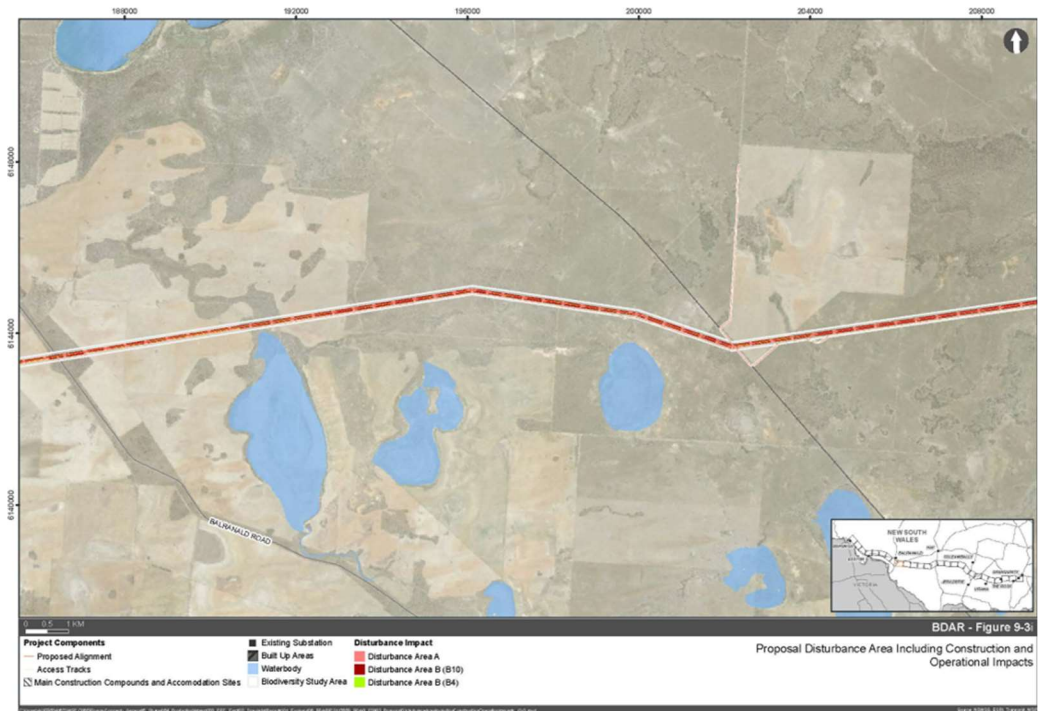 188000 192000 196000 200000 204000 208000
6148000
6144000
6140000
BALRANALD ROAD
NEW SOUTH
WALES
VICTORIA
0 0.5 1 KM
BDAR - Figure 9-3i
Proposal Disturbance Area Including Construction and
Operational Impacts
Project Components
Proposed Alignment
Access Tracks
Main Construction Compounds and Accomodation Sites
Existing Substation
Built Up Areas
Waterbody
Biodiversity Study Area
Disturbance Impact
Disturbance Area A
Disturbance Area B (B10)
Disturbance Area B (B4)